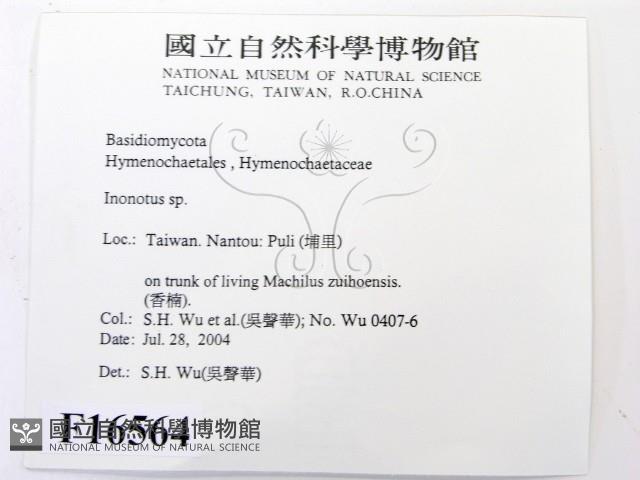 國立自然科學博物館
NATIONAL MUSEUM OF NATURAL SCIENCE
TAICHUNG, TAIWAN, R.O.CHINA
Basidiomycota
Hymenochaetales , Hymenochaetaceae
Inonotus sp.
Loc.: Taiwan. Nantou: Puli (埔里)
on trunk of living Machilus zuihoensis.
(香楠).
Col.: S.H. Wu et al.(吳聲華); No. Wu 0407-6
Date: Jul. 28, 2004
Det.: S.H. Wu(吳聲華)
F16564
國立自然科學博物館
NATIONAL MUSEUM OF NATURAL SCIENCE